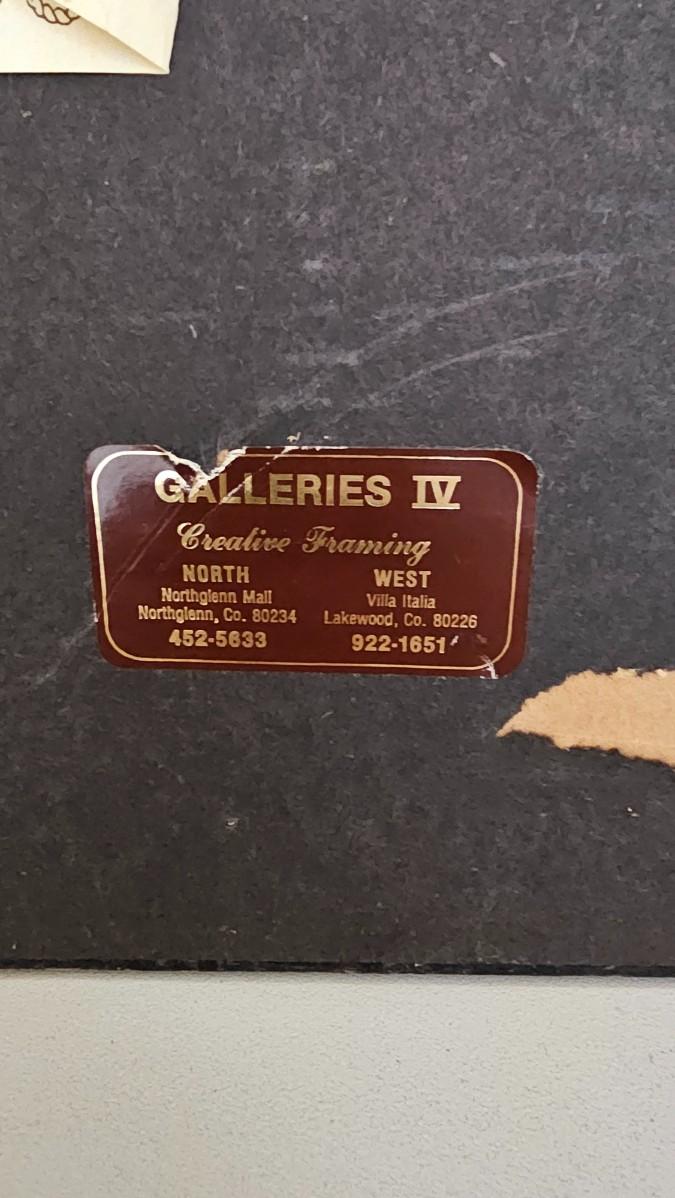 GALLERIES IV
Creative Framing
NORTH
Northglenn Mall
Northglenn, Co. 80234
452-5633
WEST
Villa Italia
Lakewood, Co. 80226
922-1651